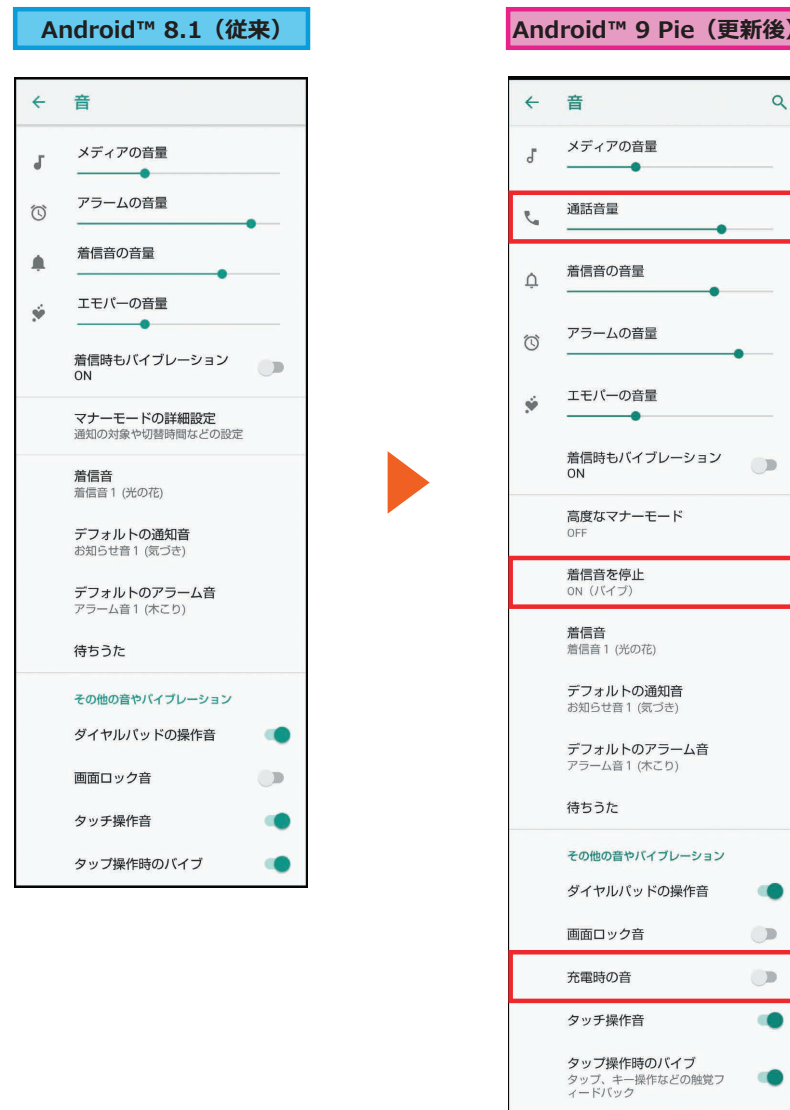 Android™ 8.1（従来）
音
メディアの音量
アラームの音量
着信音の音量
エモパーの音量
着信時もバイブレーション
ON
マナーモードの詳細設定
通知の対象や切替時間などの設定
着信音
着信音１(光の花)
デフォルトの通知音
お知らせ音１(気づき)
デフォルトのアラーム音
アラーム音１(木こり)
待ちうた
その他の音やバイブレーション
ダイヤルパッドの操作音
画面ロック音
タッチ操作音
タップ操作時のバイブ
Android™ 9 Pie（更新後）
音
メディアの音量
通話音量
着信音の音量
アラームの音量
エモパーの音量
着信時もバイブレーション
ON
高度なマナーモード
OFF
着信音を停止
ON（バイブ）
着信音
着信音１(光の花)
デフォルトの通知音
お知らせ音１(気づき)
デフォルトのアラーム音
アラーム音１(木こり)
待ちうた
その他の音やバイブレーション
ダイヤルパッドの操作音
画面ロック音
充電時の音
タッチ操作音
タップ操作時のバイブ
タップ、キー操作などの触覚フ
ィードバック